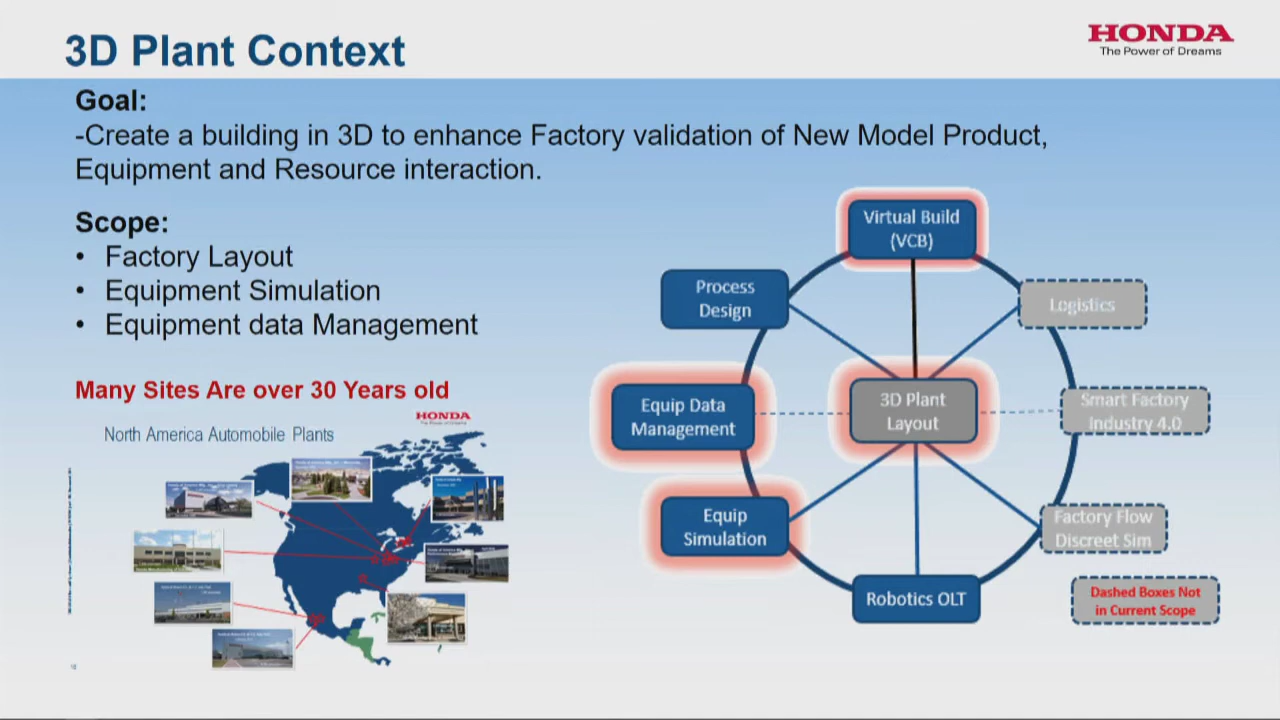 3D Plant Context
HONDA
The Power of Dreams
Goal:
-Create a building in 3D to enhance Factory validation of New Model Product,
Equipment and Resource interaction.
Scope:
• Factory Layout
• Equipment Simulation
• Equipment data Management
Many Sites Are over 30 Years old
HONDA
The Power of Dreams
North America Automobile Plants
Virtual Build
(VCB)
Process
Design
Logistics
Equip Data
Management
3D Plant
Layout
Smart Factory
Industry 4.0
Equip
Simulation
Factory Flow
Discreet Sim
Robotics OLT
Dashed Boxes Not
in Current Scope